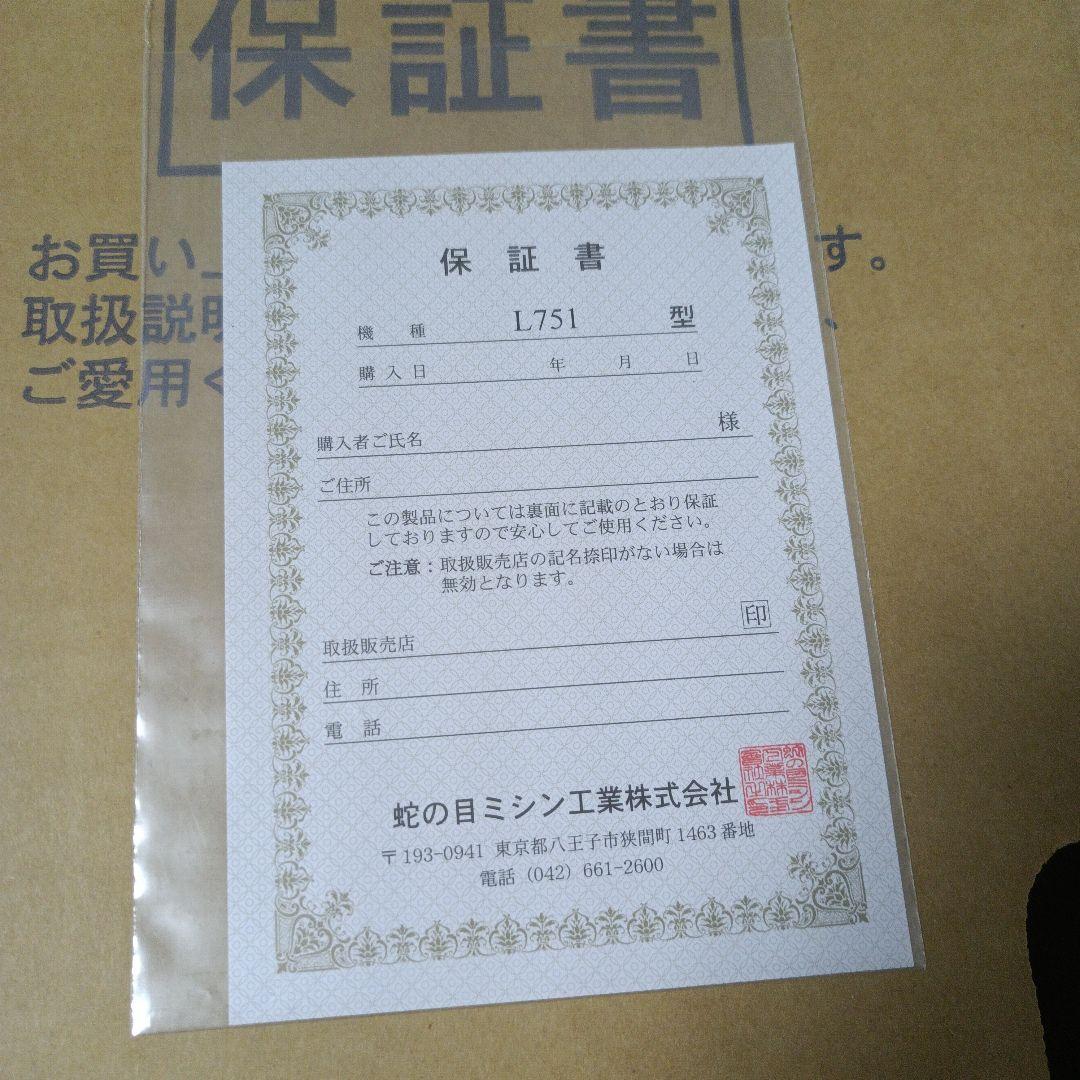 保証書
お買い
す。
取扱説明
、
ご愛用く
保 証 書
機 種 L751 型
購入日 年 月 日
購入者ご氏名 様
ご住所
この製品については裏面に記載のとおり保証
しておりますので安心してご使用ください。
ご注意：取扱販売店の記名捺印がない場合は
無効となります。
取扱販売店 印
住 所
電 話
蛇の目ミシン工業株式会社
〒193-0941 東京都八王子市狭間町1463番地
電話（042）661-2600